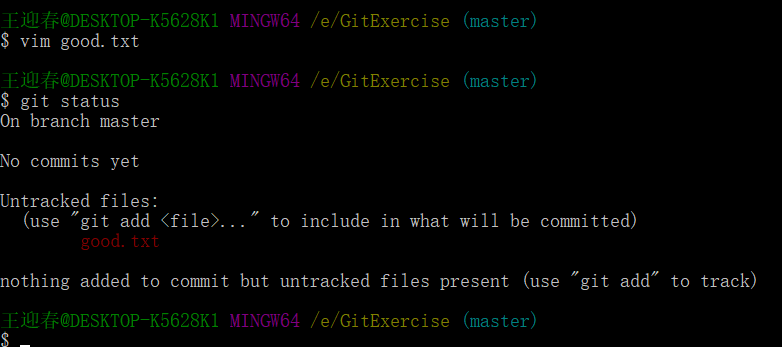 王迎春@DESKTOP-K5628K1 MINGW64 /e/GitExercise (master)
$ vim good.txt
王迎春@DESKTOP-K5628K1 MINGW64 /e/GitExercise (master)
$ git status
On branch master
No commits yet
Untracked files:
(use "git add <file>..." to include in what will be committed)
good.txt
nothing added to commit but untracked files present (use "git add" to track)
王迎春@DESKTOP-K5628K1 MINGW64 /e/GitExercise (master)
$